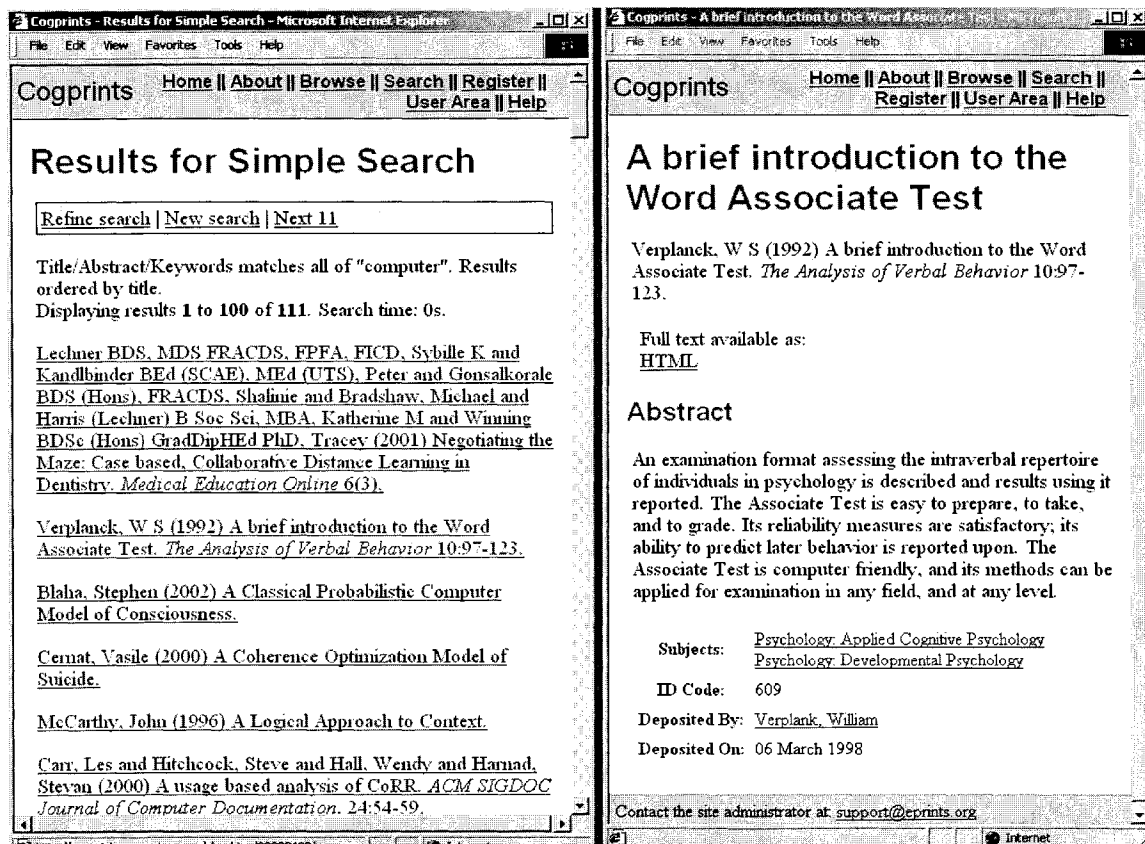 Cogprints - Results for Simple Search - Microsoft Internet Explorer
File Edit View Favorites Tools Help
Cogprints
Home || About || Browse || Search || Register ||
User Area || Help
Results for Simple Search
Refine search | New search | Next 11
Title/Abstract/Keywords matches all of "computer". Results
ordered by title.
Displaying results 1 to 100 of 111. Search time: 0s.
Lechner BDS, MDS FRACDS, FPFA, FICD, Sybille K and
Kandlbinder BEd (SCAE), MEd (UTS), Peter and Gonsalkorale
BDS (Hons), FRACDS, Shalinie and Bradshaw, Michael and
Harris (Lechner) B Soc Sci, MBA, Katherine M and Winning
BDSc (Hons) GradDipHEd PhD, Tracey (2001) Negotiating the
Maze: Case based, Collaborative Distance Learning in
Dentistry. Medical Education Online 6(3).
Verplanck, W S (1992) A brief introduction to the Word
Associate Test. The Analysis of Verbal Behavior 10:97-123.
Blaha, Stephen (2002) A Classical Probabilistic Computer
Model of Consciousness.
Cernat, Vasile (2000) A Coherence Optimization Model of
Suicide.
McCarthy, John (1996) A Logical Approach to Context.
Carr, Les and Hitchcock, Steve and Hall, Wendy and Harnad,
Stevan (2000) A usage based analysis of CoRR. ACM SIGDOC
Journal of Computer Documentation. 24:54-59.
Cogprints - A brief introduction to the Word Associate Test - Microsoft
File Edit View Favorites Tools Help
Cogprints
Home || About || Browse || Search ||
Register || User Area || Help
A brief introduction to the
Word Associate Test
Verplanck, W S (1992) A brief introduction to the Word
Associate Test. The Analysis of Verbal Behavior 10:97-
123.
Full text available as:
HTML
Abstract
An examination format assessing the intraverbal repertoire
of individuals in psychology is described and results using it
reported. The Associate Test is easy to prepare, to take,
and to grade. Its reliability measures are satisfactory; its
ability to predict later behavior is reported upon. The
Associate Test is computer friendly, and its methods can be
applied for examination in any field, and at any level.
Subjects: Psychology: Applied Cognitive Psychology
Psychology: Developmental Psychology
ID Code: 609
Deposited By: Verplank, William
Deposited On: 06 March 1998
Contact the site administrator at: support@eprints.org
Internet